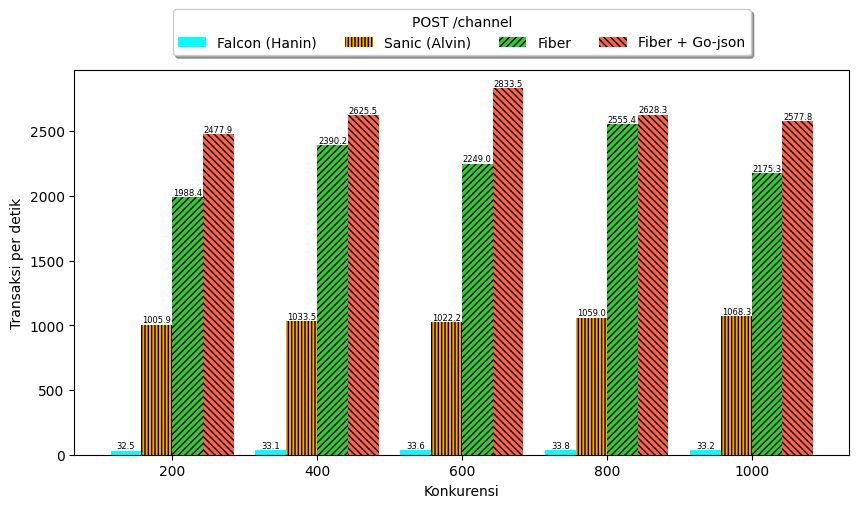 POST /channel
Falcon (Hanin) Sanic (Alvin) Fiber Fiber + Go-json
Transaksi per detik
2500
2000
1500
1000
500
0
32.5 1005.9 1988.4 2477.9
33.1 1033.5 2390.2 2625.5
33.6 1022.2 2249.0 2833.5
33.8 1059.0 2555.4 2628.3
33.2 1068.3 2175.3 2577.8
200 400 600 800 1000
Konkurensi